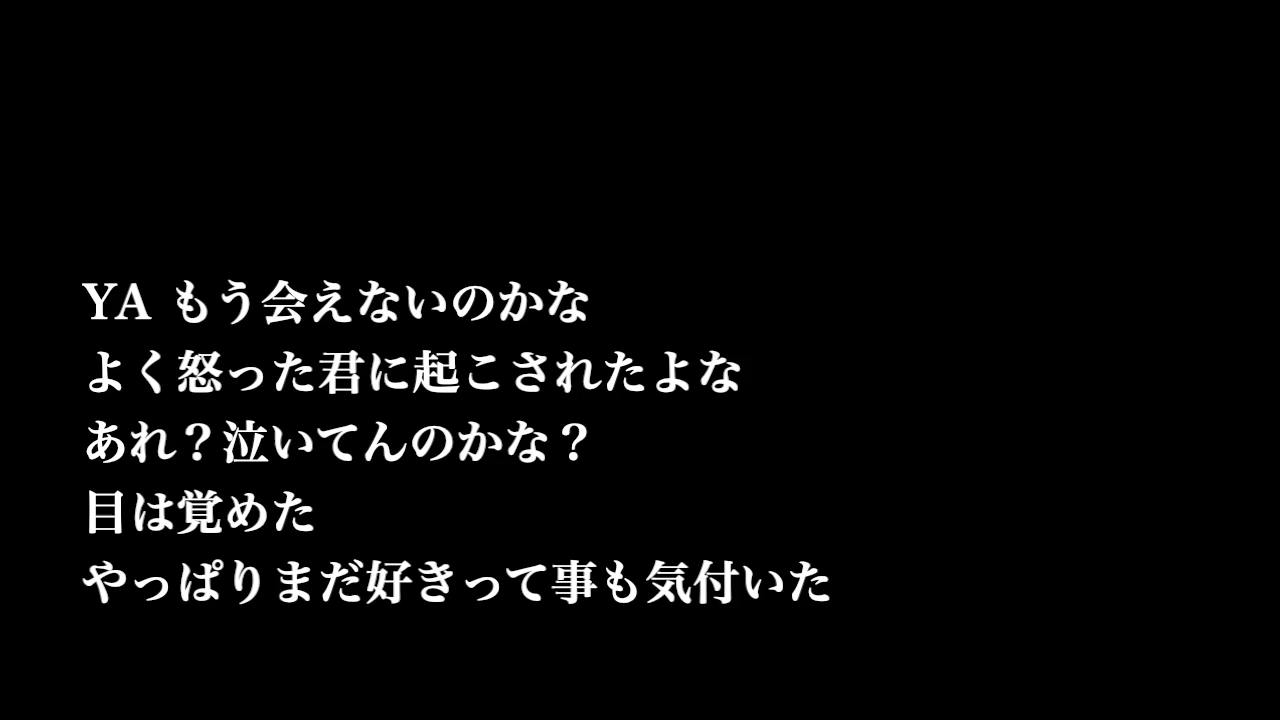 YA もう会えないのかな
よく怒った君に起こされたよな
あれ？泣いてんのかな？
目は覚めた
やっぱりまだ好きって事も気付いた